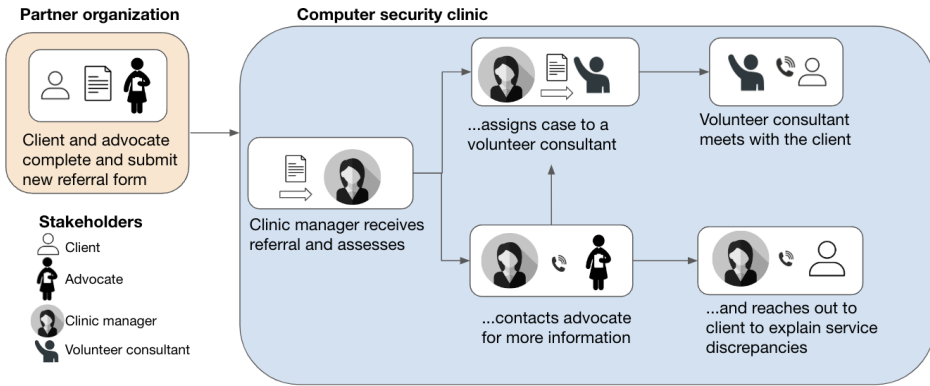 Partner organization
Computer security clinic
Client and advocate
complete and submit
new referral form
Clinic manager receives
referral and assesses
...assigns case to a
volunteer consultant
Volunteer consultant
meets with the client
...contacts advocate
for more information
...and reaches out to
client to explain service
discrepancies
Stakeholders
Client
Advocate
Clinic manager
Volunteer consultant